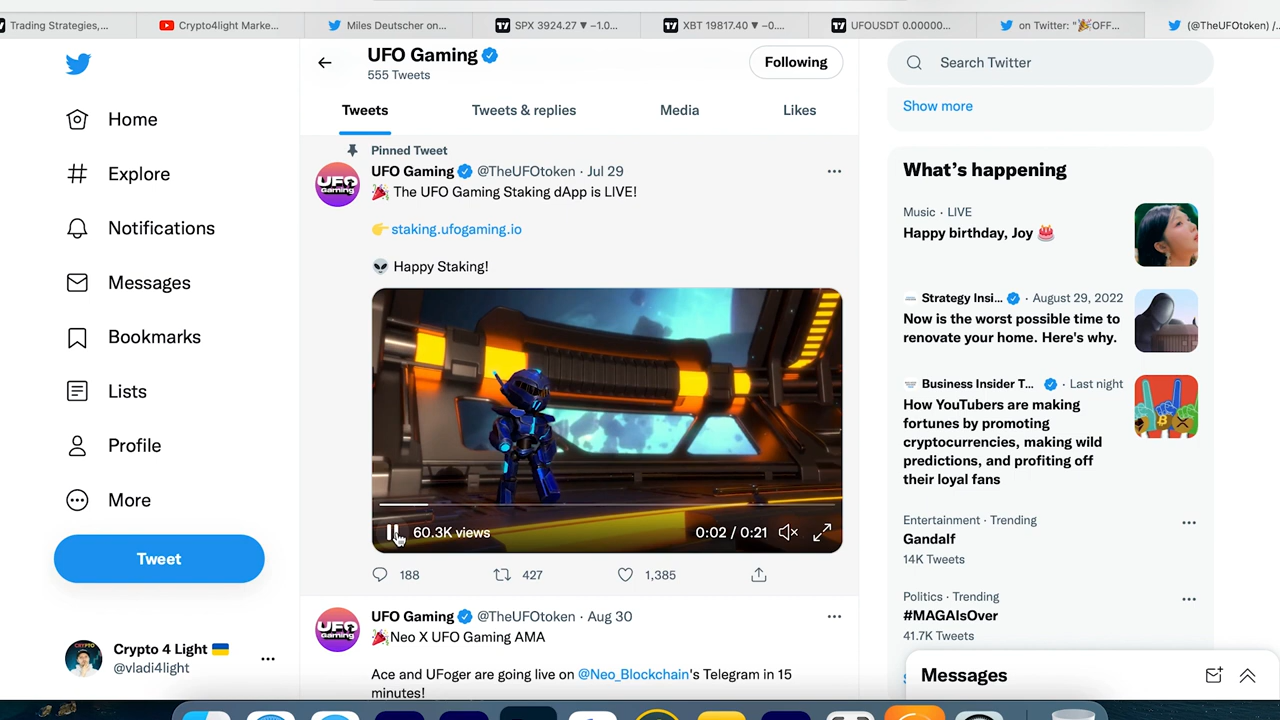 Trading Strategies,...
Crypto4light Marke...
Miles Deutscher on...
SPX 3924.27 ▼ −1.0...
XBT 19817.40 ▼ −0....
UFOUSDT 0.00000...
on Twitter: "🎉OFF...
(@TheUFOtoken) /...
UFO Gaming
555 Tweets
Following
Tweets
Tweets & replies
Media
Likes
Home
Explore
Notifications
Messages
Bookmarks
Lists
Profile
More
Tweet
Crypto 4 Light 🇺🇦
@vladi4light
Pinned Tweet
UFO Gaming @TheUFOtoken · Jul 29
🎉 The UFO Gaming Staking dApp is LIVE!
👉 staking.ufogaming.io
👽 Happy Staking!
UFO
Gaming
60.3K views
0:02 / 0:21
188
427
1,385
UFO Gaming @TheUFOtoken · Aug 30
🎉Neo X UFO Gaming AMA
Ace and UFoger are going live on @Neo_Blockchain's Telegram in 15
minutes!
UFO
Gaming
Search Twitter
Show more
What's happening
Music · LIVE
Happy birthday, Joy 🎂
Strategy Insi... · August 29, 2022
Now is the worst possible time to
renovate your home. Here's why.
Business Insider T... · Last night
How YouTubers are making
fortunes by promoting
cryptocurrencies, making wild
predictions, and profiting off
their loyal fans
Entertainment · Trending
Gandalf
14K Tweets
Politics · Trending
#MAGAIsOver
41.7K Tweets
Messages